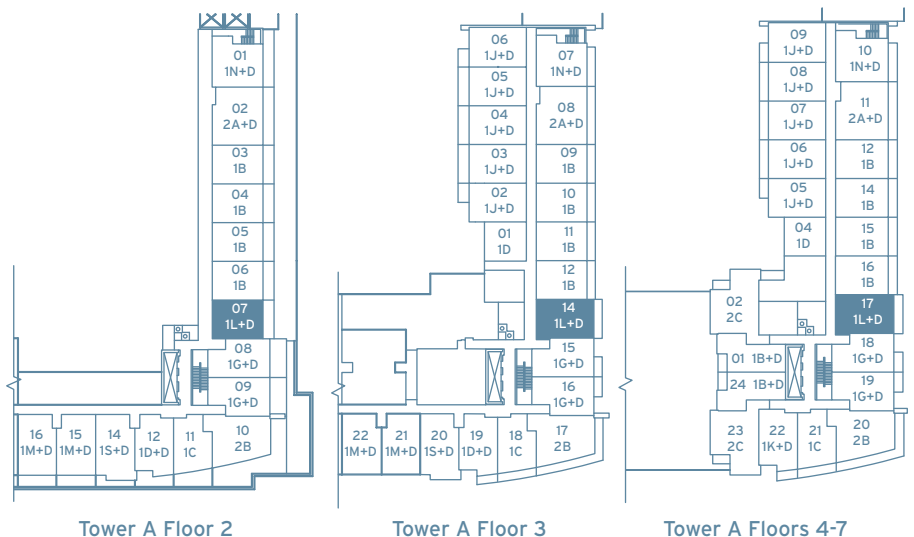 01
1N+D
02
2A+D
03
1B
04
1B
05
1B
06
1B
07
1L+D
08
1G+D
09
1G+D
16
1M+D
15
1M+D
14
1S+D
12
1D+D
11
1C
10
2B
Tower A Floor 2
06
1J+D
05
1J+D
04
1J+D
03
1J+D
02
1J+D
01
1D
07
1N+D
08
2A+D
09
1B
10
1B
11
1B
12
1B
14
1L+D
15
1G+D
16
1G+D
22
1M+D
21
1M+D
20
1S+D
19
1D+D
18
1C
17
2B
Tower A Floor 3
09
1J+D
08
1J+D
07
1J+D
06
1J+D
05
1J+D
04
1D
10
1N+D
11
2A+D
12
1B
14
1B
15
1B
16
1B
17
1L+D
02
2C
01 1B+D
24 1B+D
18
1G+D
19
1G+D
23
2C
22
1K+D
21
1C
20
2B
Tower A Floors 4-7